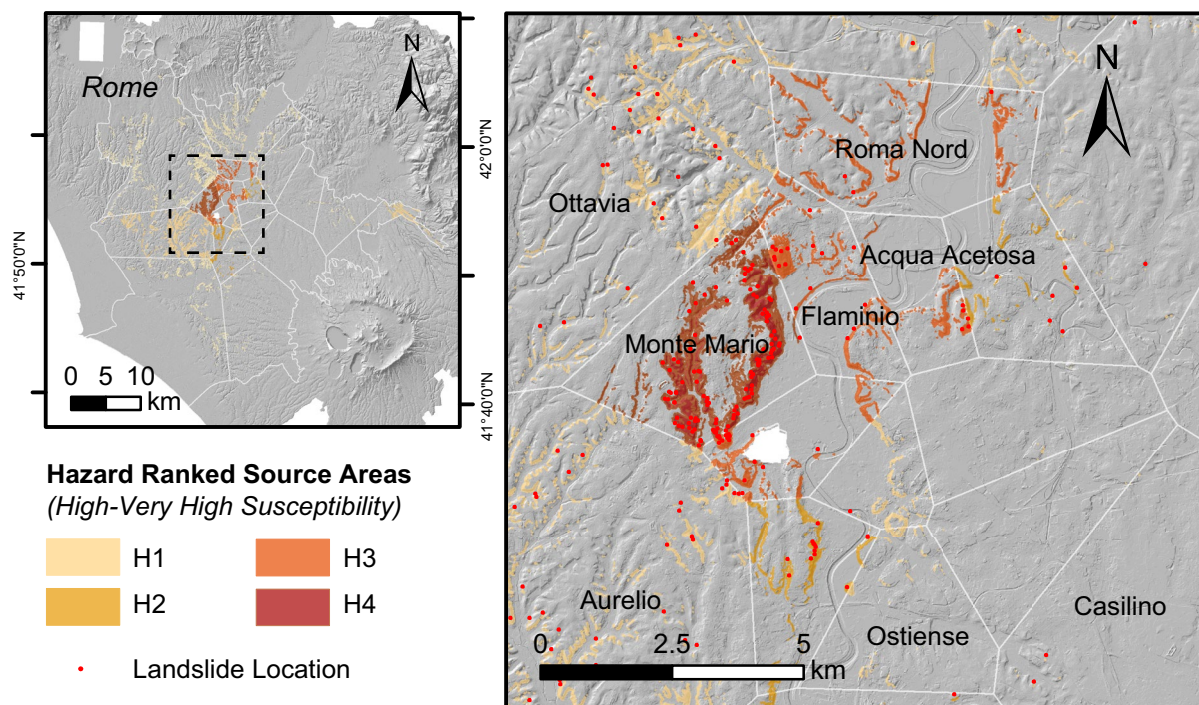 Rome
N
42°0'0"N
41°50'0"N
41°40'0"N
0 5 10
km
Hazard Ranked Source Areas
(High-Very High Susceptibility)
H1
H3
H2
H4
Landslide Location
N
Roma Nord
Ottavia
Acqua Acetosa
Flaminio
Monte Mario
Aurelio
Casilino
Ostiense
0 2.5 5
km